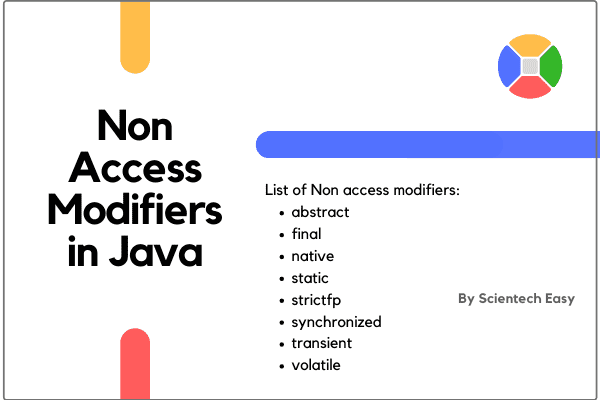 Non
Access
Modifiers
in Java
List of Non access modifiers:
• abstract
• final
• native
• static
• strictfp
• synchronized
• transient
• volatile
By Scientech Easy